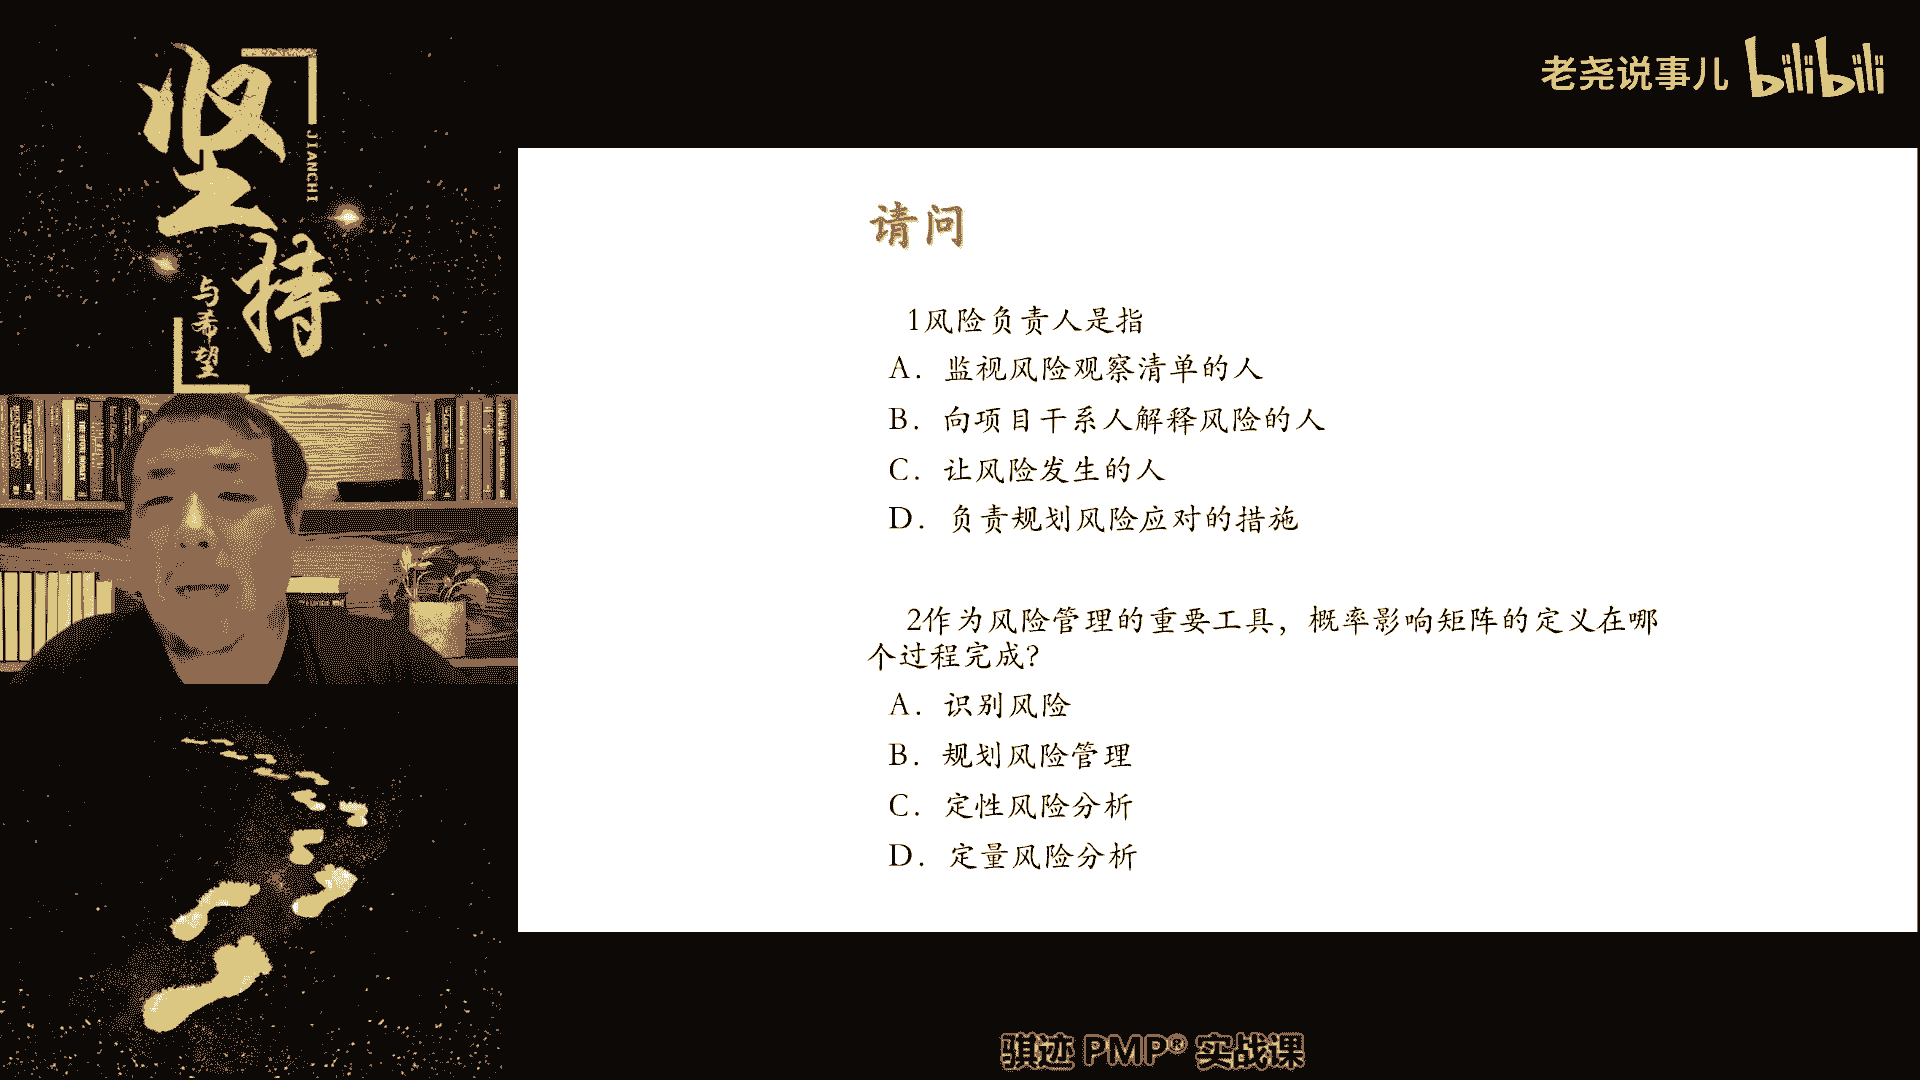 坚持
JIANCHI
与希望
老尧说事儿 bilibili
请问
1风险负责人是指
A. 监视风险观察清单的人
B. 向项目干系人解释风险的人
C. 让风险发生的人
D. 负责规划风险应对的措施
2作为风险管理的重要工具，概率影响矩阵的定义在哪
个过程完成?
A. 识别风险
B. 规划风险管理
C. 定性风险分析
D. 定量风险分析
骐迹 PMP® 实战课